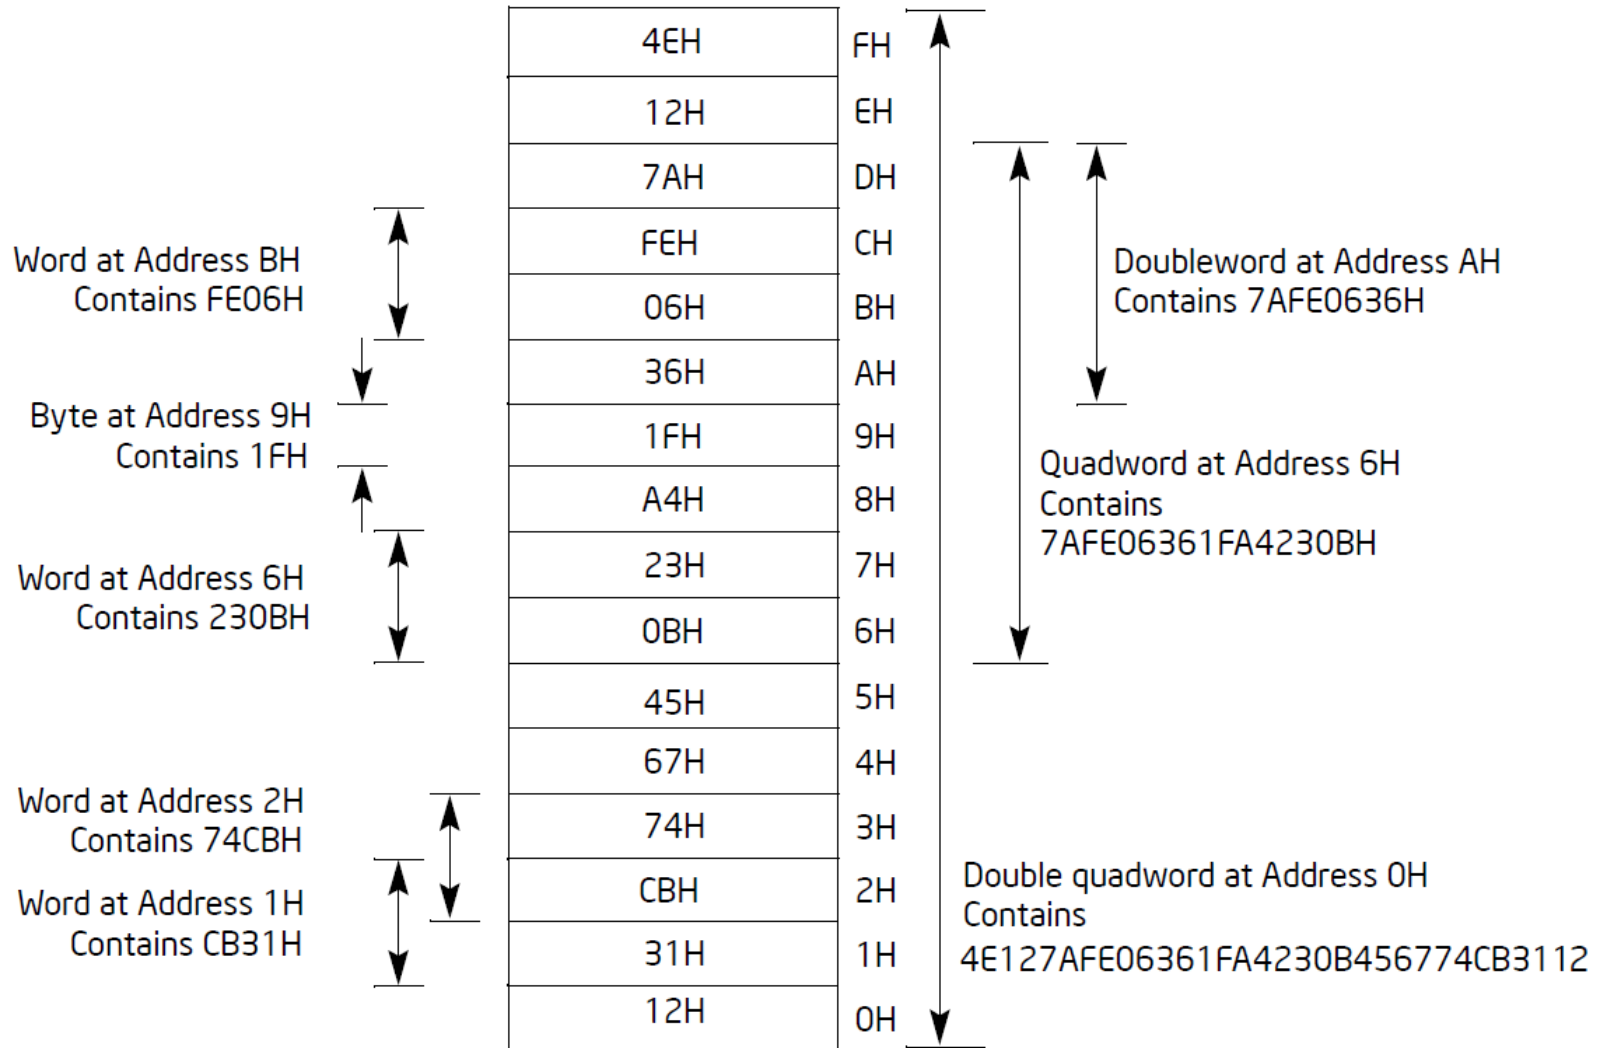 4EH
FH
12H
EH
7AH
DH
FEH
CH
06H
BH
36H
AH
1FH
9H
A4H
8H
23H
7H
0BH
6H
45H
5H
67H
4H
74H
3H
CBH
2H
31H
1H
12H
0H
Word at Address BH
Contains FE06H
Byte at Address 9H
Contains 1FH
Word at Address 6H
Contains 230BH
Word at Address 2H
Contains 74CBH
Word at Address 1H
Contains CB31H
Doubleword at Address AH
Contains 7AFE0636H
Quadword at Address 6H
Contains
7AFE06361FA4230BH
Double quadword at Address 0H
Contains
4E127AFE06361FA4230B456774CB3112